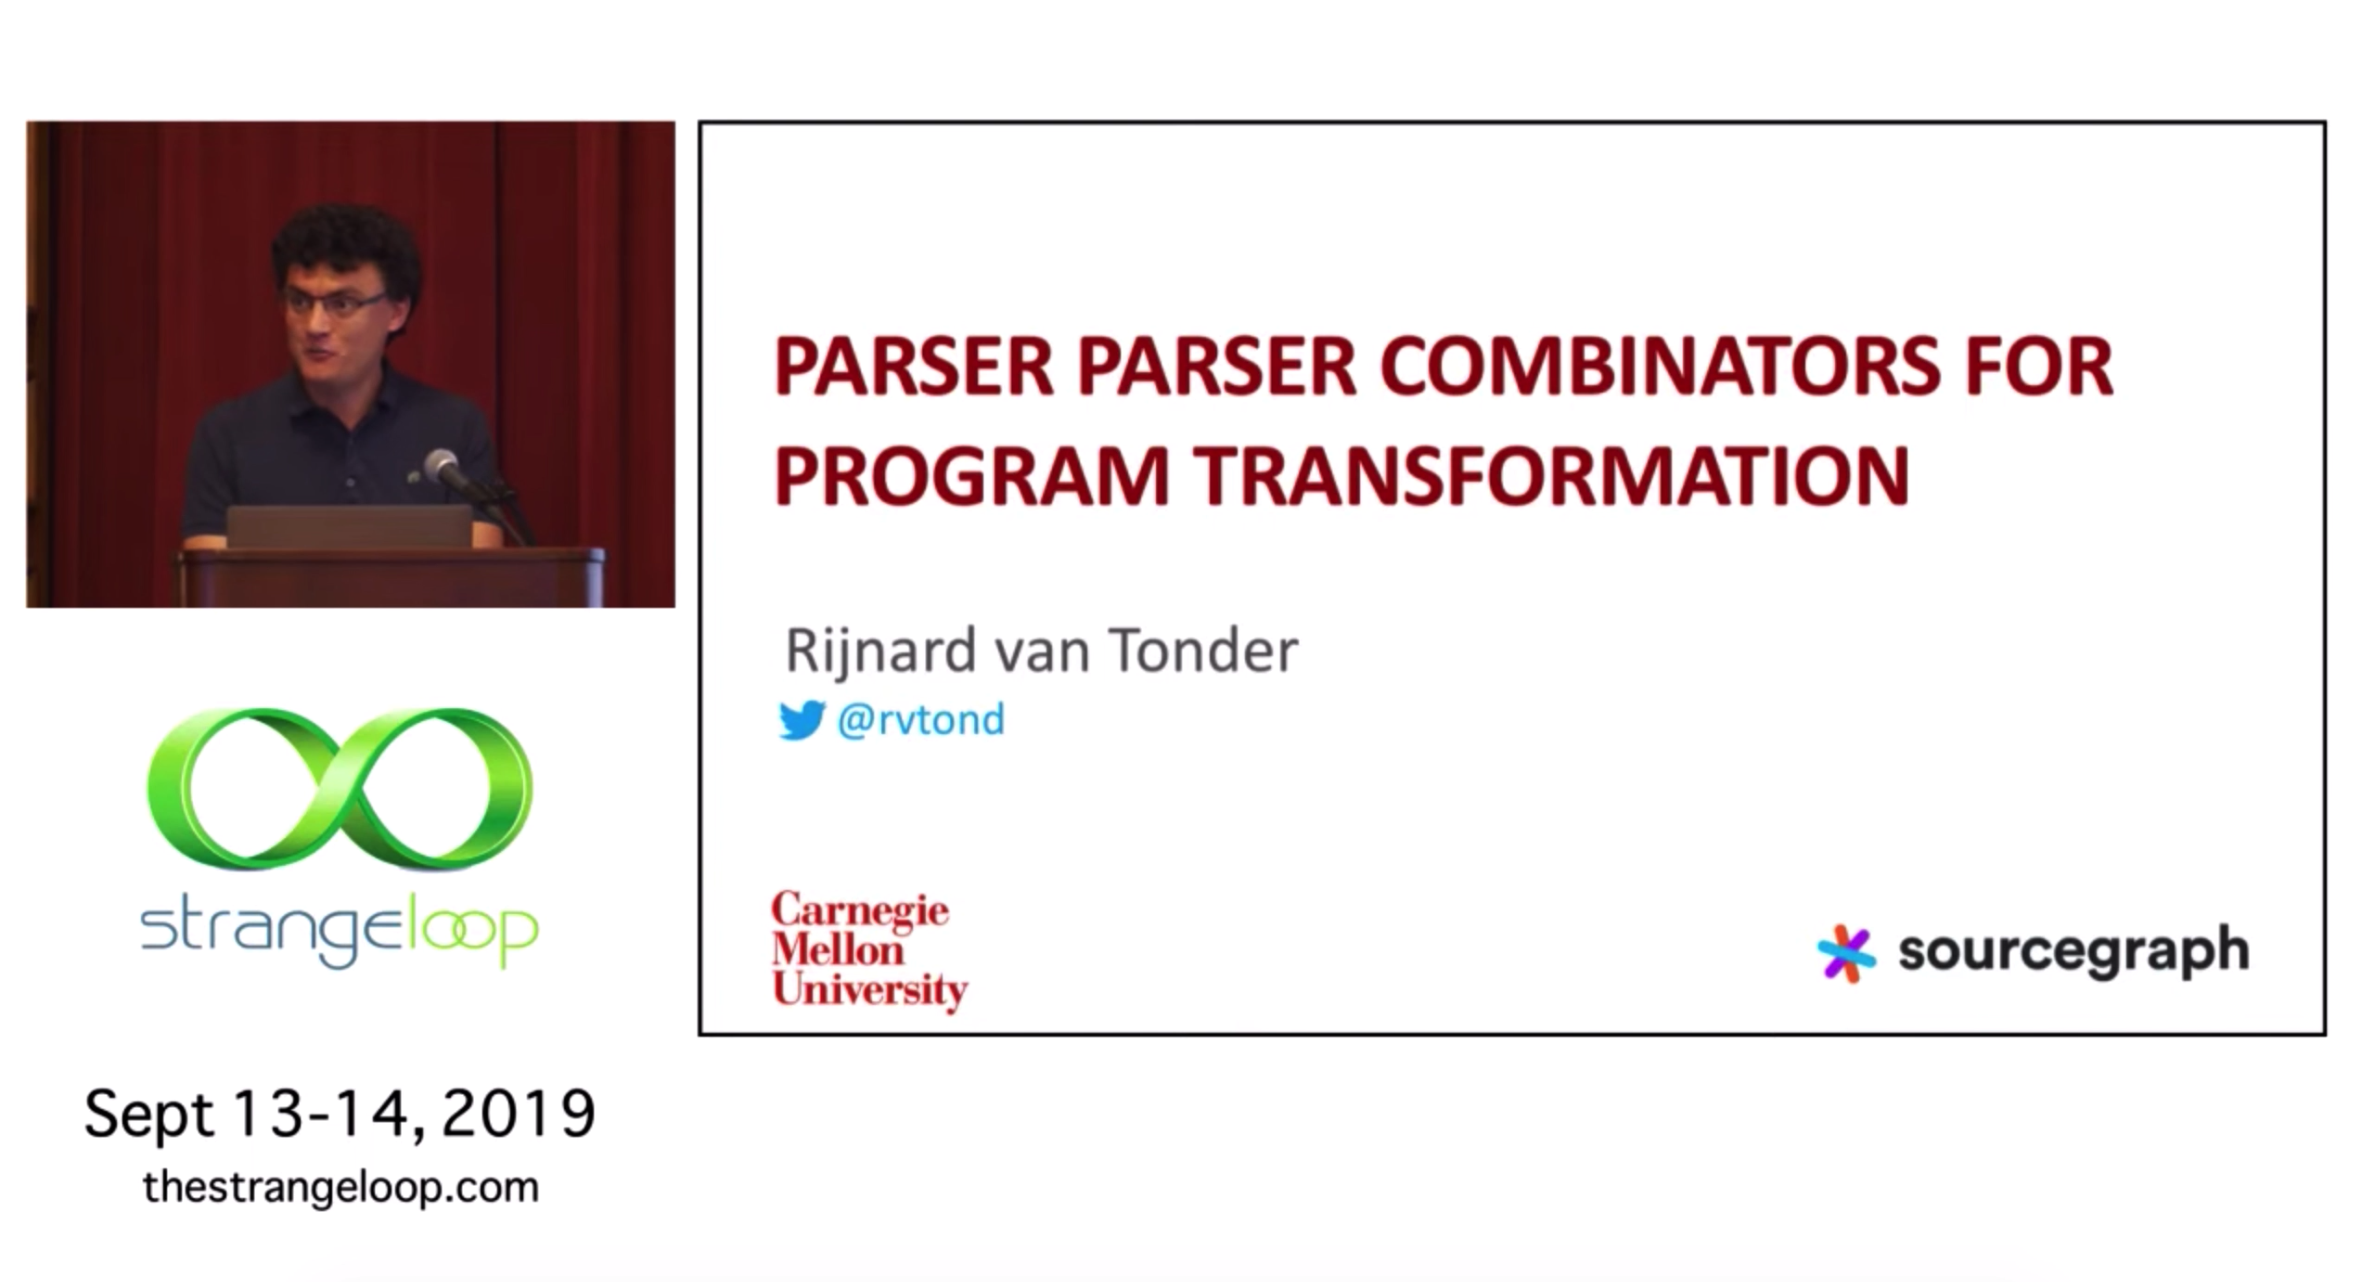 PARSER PARSER COMBINATORS FOR
PROGRAM TRANSFORMATION
Rijnard van Tonder
@rvtond
Carnegie
Mellon
University
sourcegraph
strangeloop
Sept 13-14, 2019
thestrangeloop.com